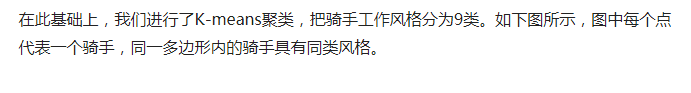 在此基础上，我们进行了K-means聚类，把骑手工作风格分为9类。如下图所示，图中每个点
代表一个骑手，同一多边形内的骑手具有同类风格。